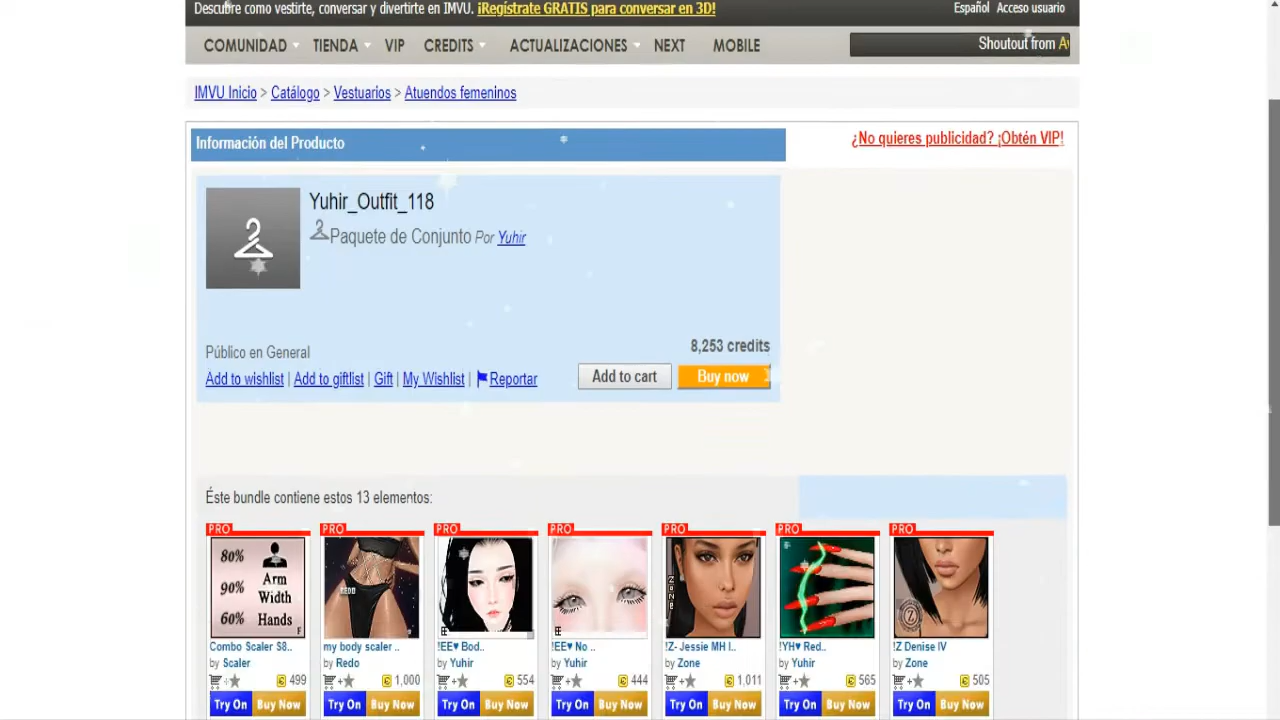 Descubre como vestirte, conversar y divertirte en IMVU. ¡Regístrate GRATIS para conversar en 3D!
Español Acceso usuario
COMUNIDAD TIENDA VIP CREDITS ACTUALIZACIONES NEXT MOBILE
Shoutout from
IMVU Inicio > Catálogo > Vestuarios > Atuendos femeninos
Información del Producto
¿No quieres publicidad? ¡Obtén VIP!
Yuhir_Outfit_118
Paquete de Conjunto Por Yuhir
8,253 credits
Público en General
Add to wishlist | Add to giftlist | Gift | My Wishlist | Reportar
Add to cart Buy now
Éste bundle contiene estos 13 elementos:
PRO PRO PRO PRO PRO PRO PRO
80%
90% Arm Width
60% Hands
Combo Scaler S8.. my body scaler .. !EE♥ Bod.. !EE♥ No .. !Z- Jessie MH l.. !YH♥ Red.. !Z Denise IV
by Scaler by Redo by Yuhir by Yuhir by Zone by Yuhir by Zone
499 1,000 554 444 1,011 565 505
Try On Buy Now Try On Buy Now Try On Buy Now Try On Buy Now Try On Buy Now Try On Buy Now Try On Buy Now